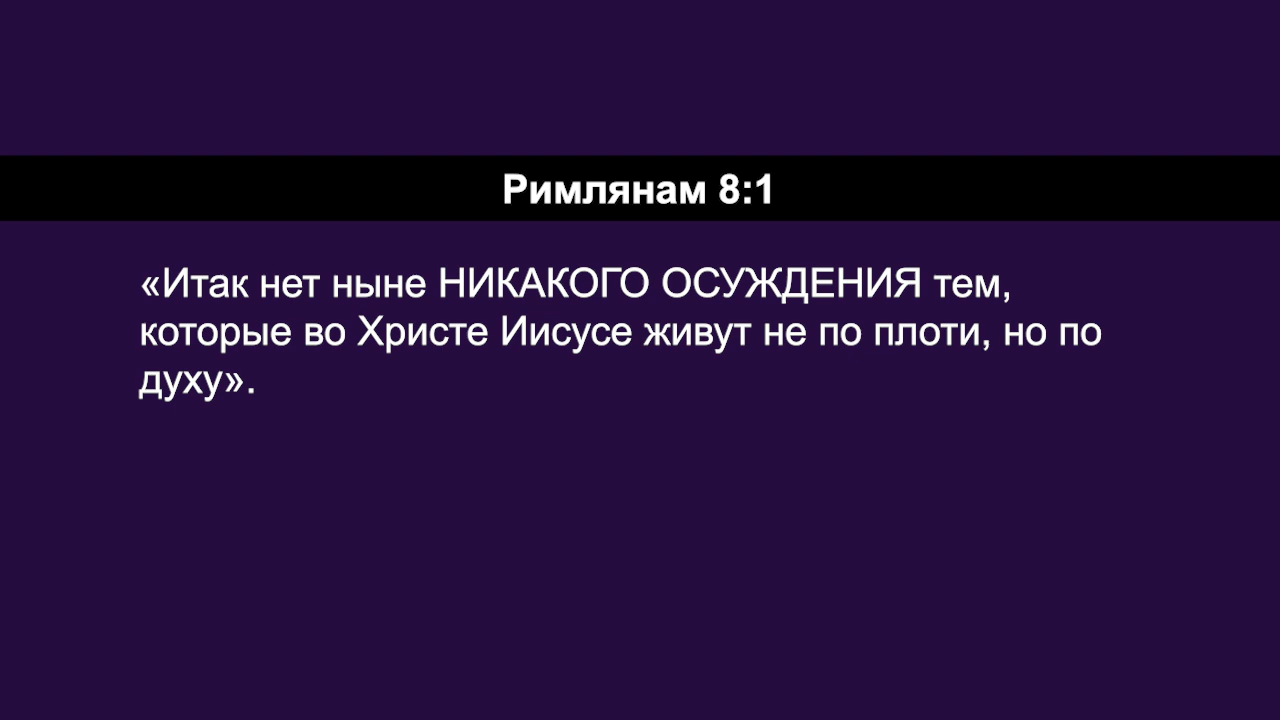 Римлянам 8:1
«Итак нет ныне НИКАКОГО ОСУЖДЕНИЯ тем,
которые во Христе Иисусе живут не по плоти, но по
духу».